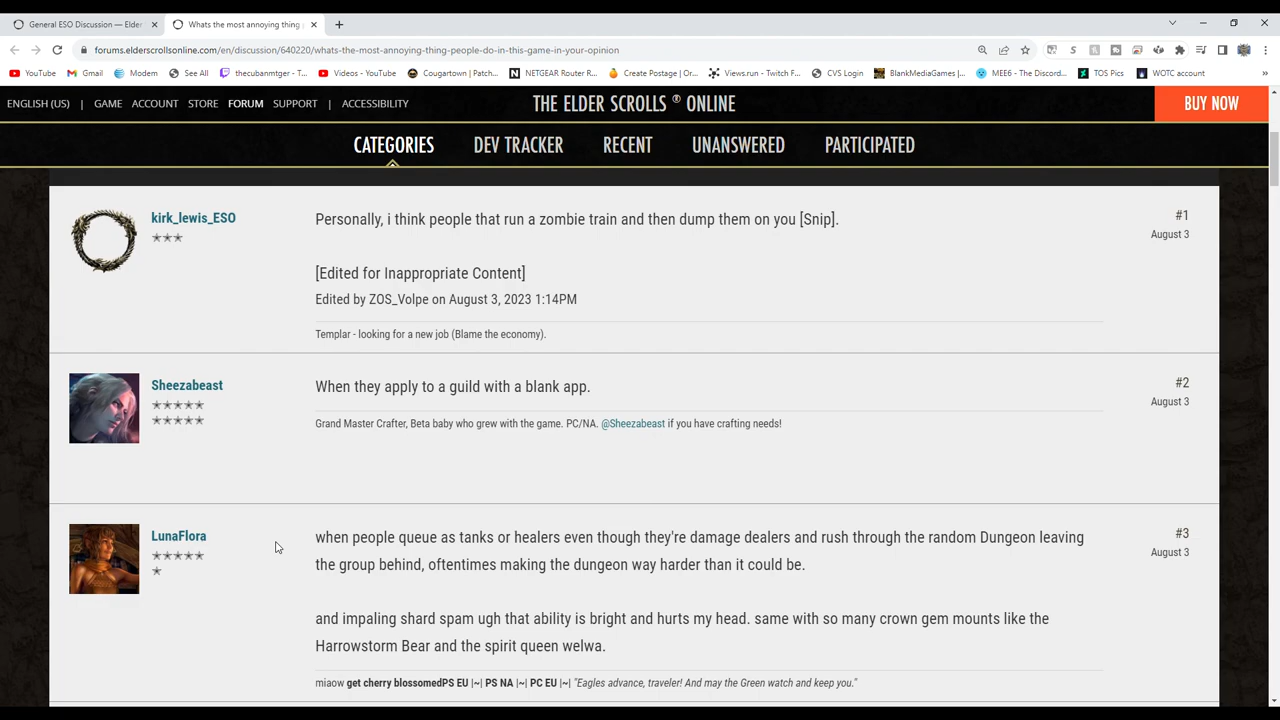 General ESO Discussion — Elder
Whats the most annoying thing
forums.elderscrollsonline.com/en/discussion/640220/whats-the-most-annoying-thing-people-do-in-this-game-in-your-opinion
YouTube
Gmail
Modem
See All
thecubanmtger - T...
Videos - YouTube
Cougartown | Patch...
NETGEAR Router R...
Create Postage | Or...
Views.run - Twitch F...
CVS Login
BlankMediaGames |...
MEE6 - The Discord...
TOS Pics
WOTC account
»
ENGLISH (US) | GAME ACCOUNT STORE FORUM SUPPORT | ACCESSIBILITY
THE ELDER SCROLLS ® ONLINE
BUY NOW
CATEGORIES DEV TRACKER RECENT UNANSWERED PARTICIPATED
kirk_lewis_ESO
Personally, i think people that run a zombie train and then dump them on you [Snip].
#1
August 3
[Edited for Inappropriate Content]
Edited by ZOS_Volpe on August 3, 2023 1:14PM
Templar - looking for a new job (Blame the economy).
Sheezabeast
When they apply to a guild with a blank app.
#2
August 3
Grand Master Crafter, Beta baby who grew with the game. PC/NA. @Sheezabeast if you have crafting needs!
LunaFlora
when people queue as tanks or healers even though they're damage dealers and rush through the random Dungeon leaving
the group behind, oftentimes making the dungeon way harder than it could be.
#3
August 3
and impaling shard spam ugh that ability is bright and hurts my head. same with so many crown gem mounts like the
Harrowstorm Bear and the spirit queen welwa.
miaow get cherry blossomedPS EU |~| PS NA |~| PC EU |~| "Eagles advance, traveler! And may the Green watch and keep you."